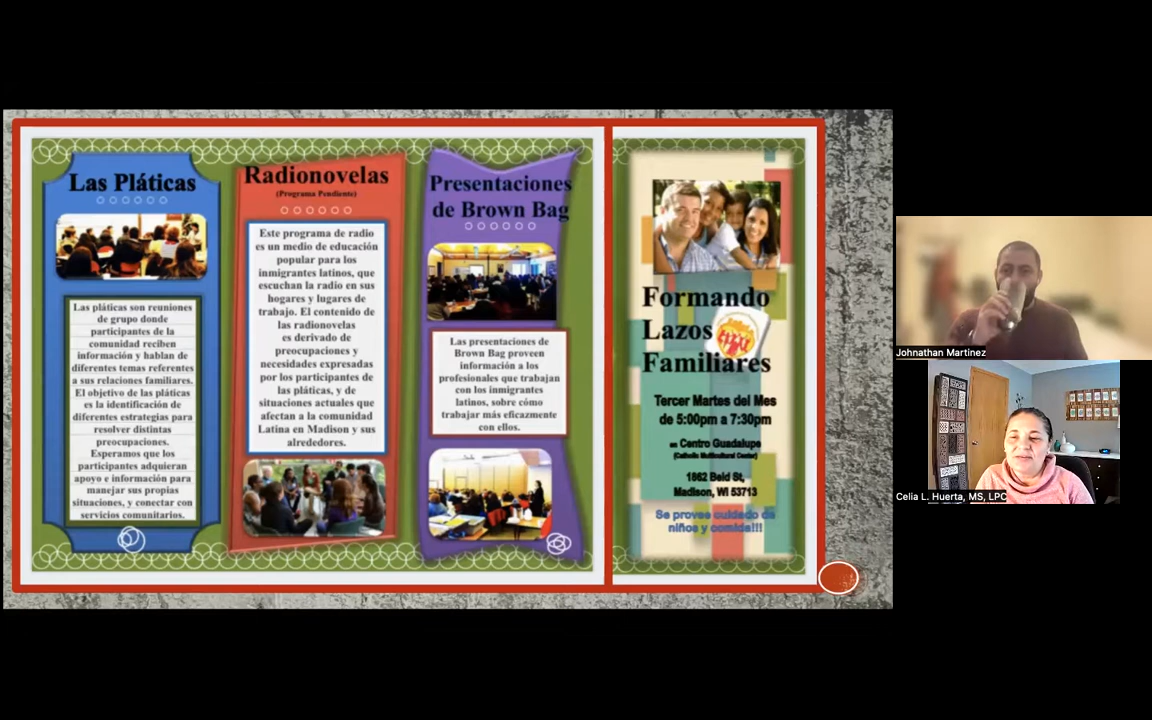 Las Pláticas
Las pláticas son reuniones
de grupo donde
participantes de la
comunidad reciben
información y hablan de
diferentes temas referentes
a sus relaciones familiares.
El objetivo de las pláticas
es la identificación de
diferentes estrategias para
resolver distintas
preocupaciones.
Esperamos que los
participantes adquieran
apoyo e información para
manejar sus propias
situaciones, y conectar con
servicios comunitarios.
Radionovelas
(Programa Pendiente)
Este programa de radio
es un medio de educación
popular para los
inmigrantes latinos, que
escuchan la radio en sus
hogares y lugares de
trabajo. El contenido de
las radionovelas
es derivado de
preocupaciones y
necesidades expresadas
por los participantes de
las pláticas, y de
situaciones actuales que
afectan a la comunidad
Latina en Madison y sus
alrededores.
Presentaciones
de Brown Bag
Las presentaciones de
Brown Bag proveen
información a los
profesionales que trabajan
con los inmigrantes
latinos, sobre cómo
trabajar más eficazmente
con ellos.
Formando
Lazos
Familiares
Tercer Martes del Mes
de 5:00pm a 7:30pm
en Centro Guadalupe
(Catholic Multicultural Center)
1862 Beld St,
Madison, WI 53713
Se provee cuidado de
niños y comida!!!
Johnathan Martinez
Celia L. Huerta, MS, LPC